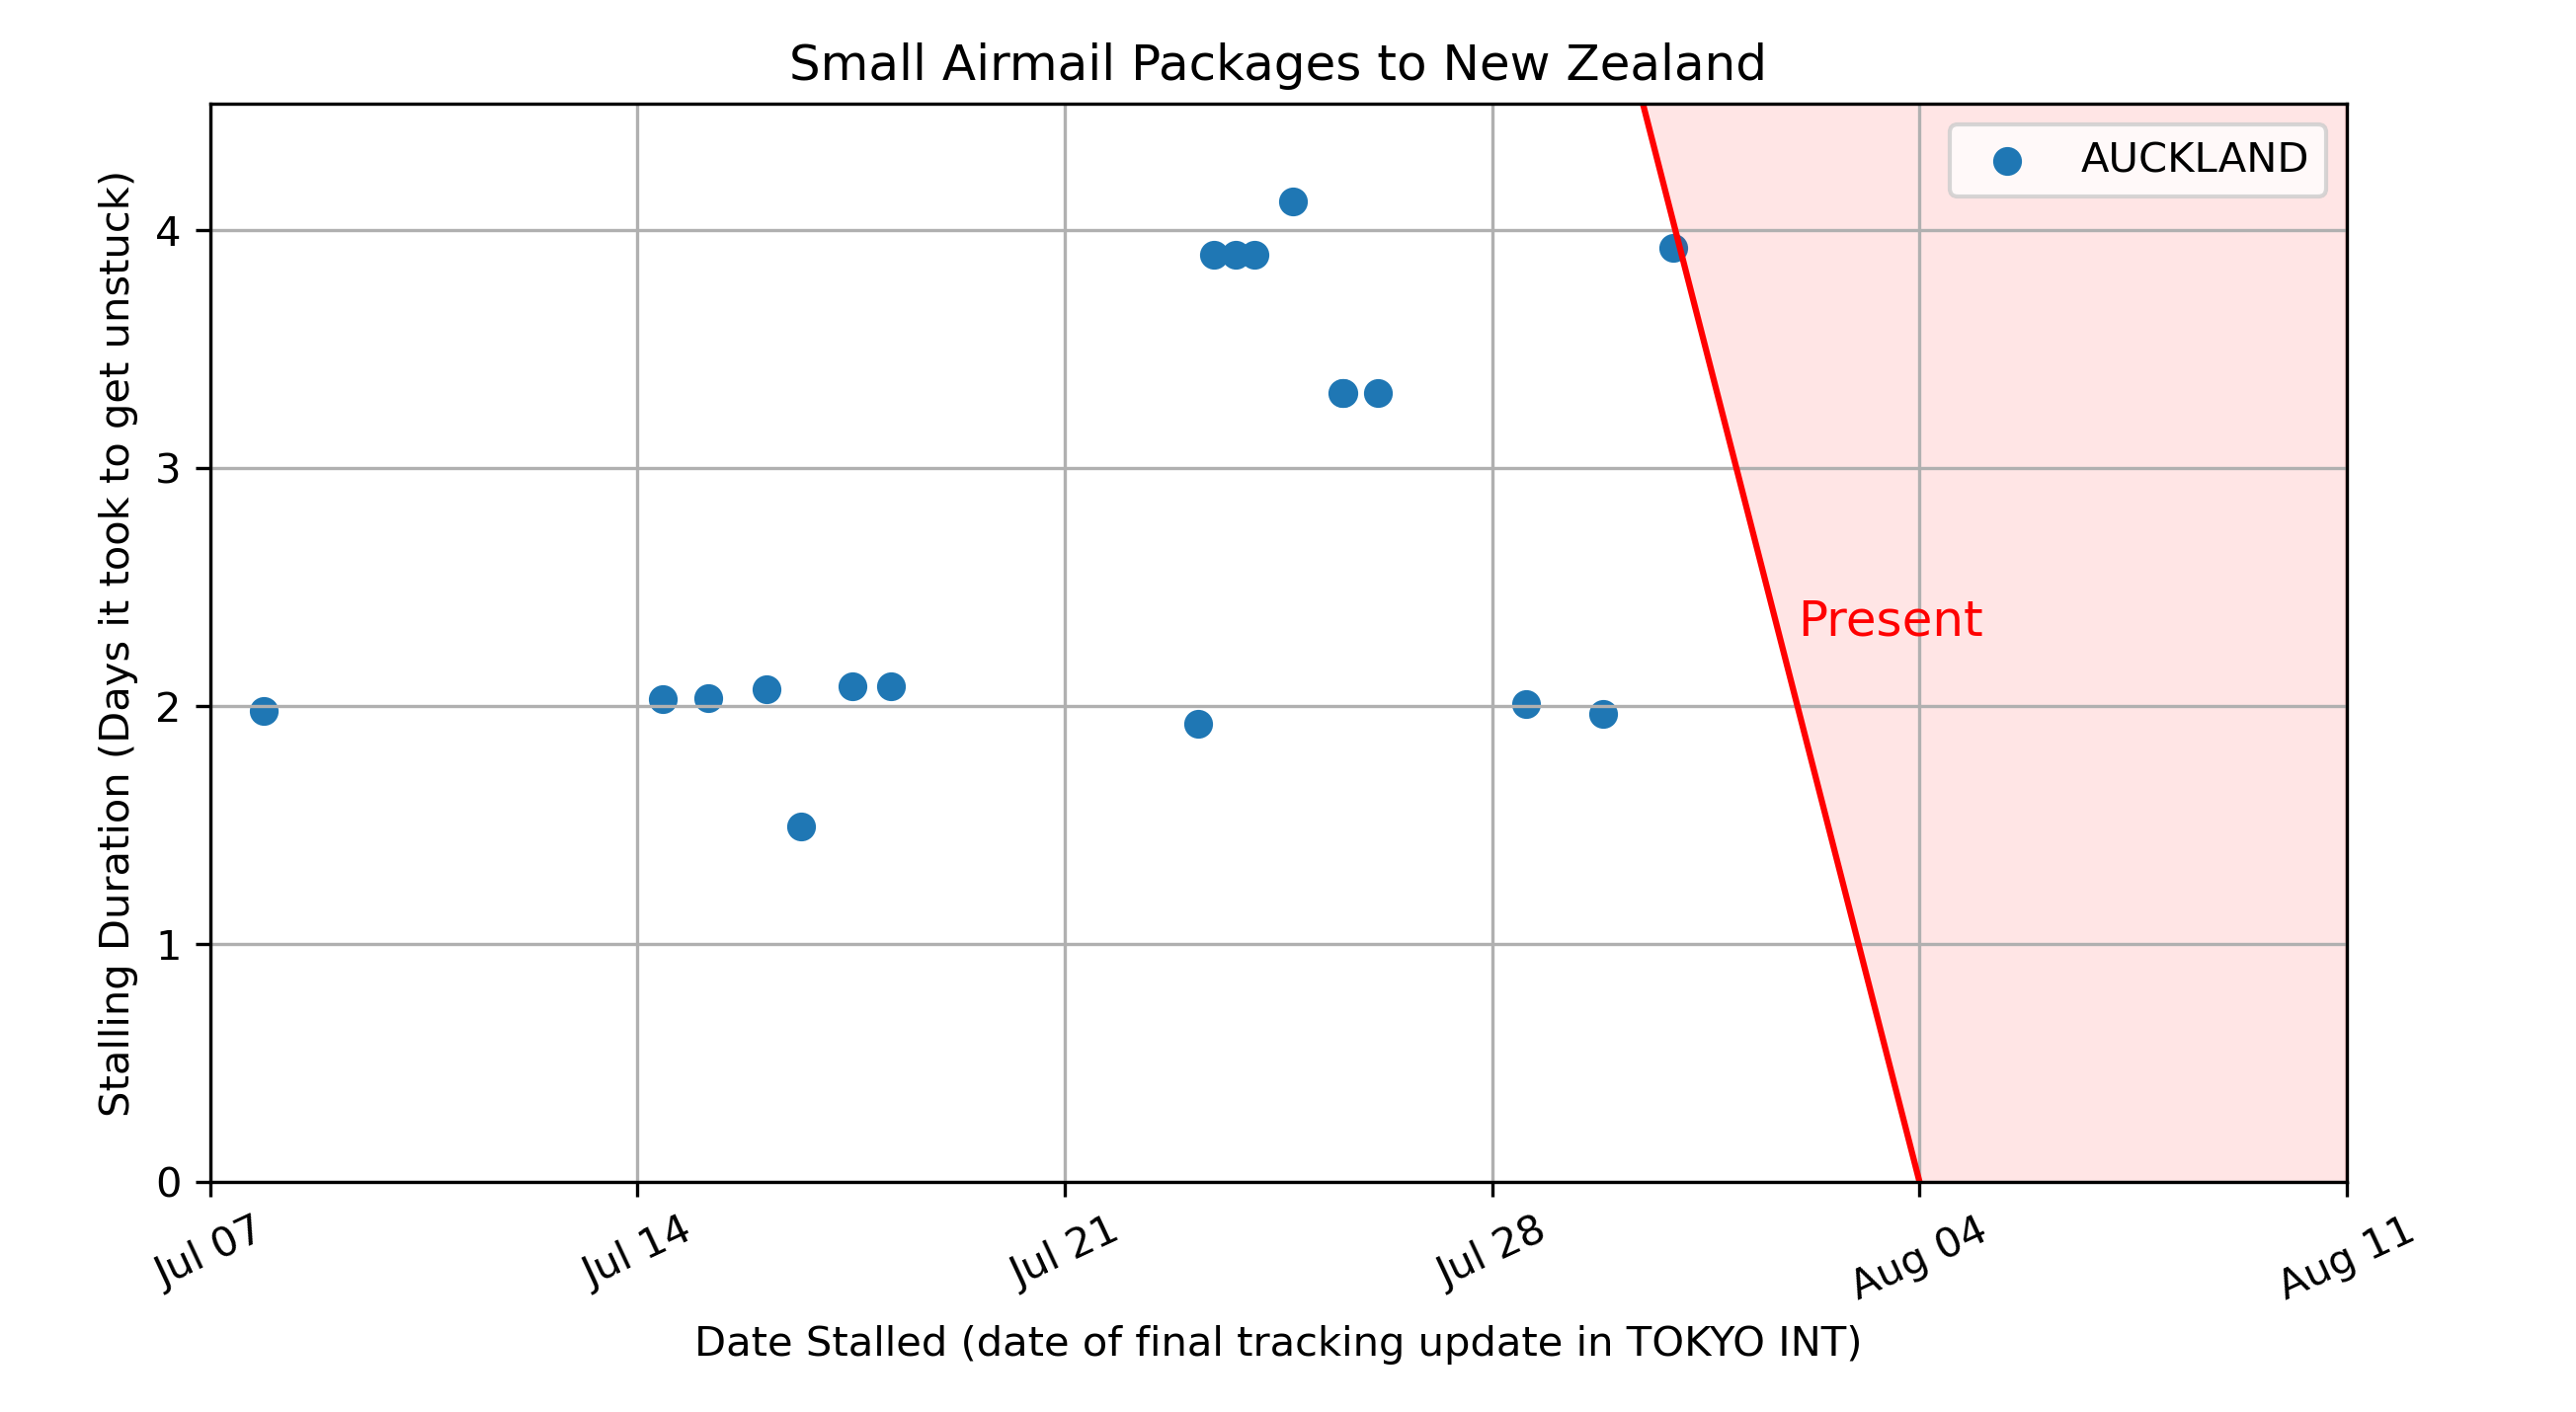 Small Airmail Packages to New Zealand
AUCKLAND
Present
Stalling Duration (Days it took to get unstuck)
4
3
2
1
0
Jul 07
Jul 14
Jul 21
Jul 28
Aug 04
Aug 11
Date Stalled (date of final tracking update in TOKYO INT)